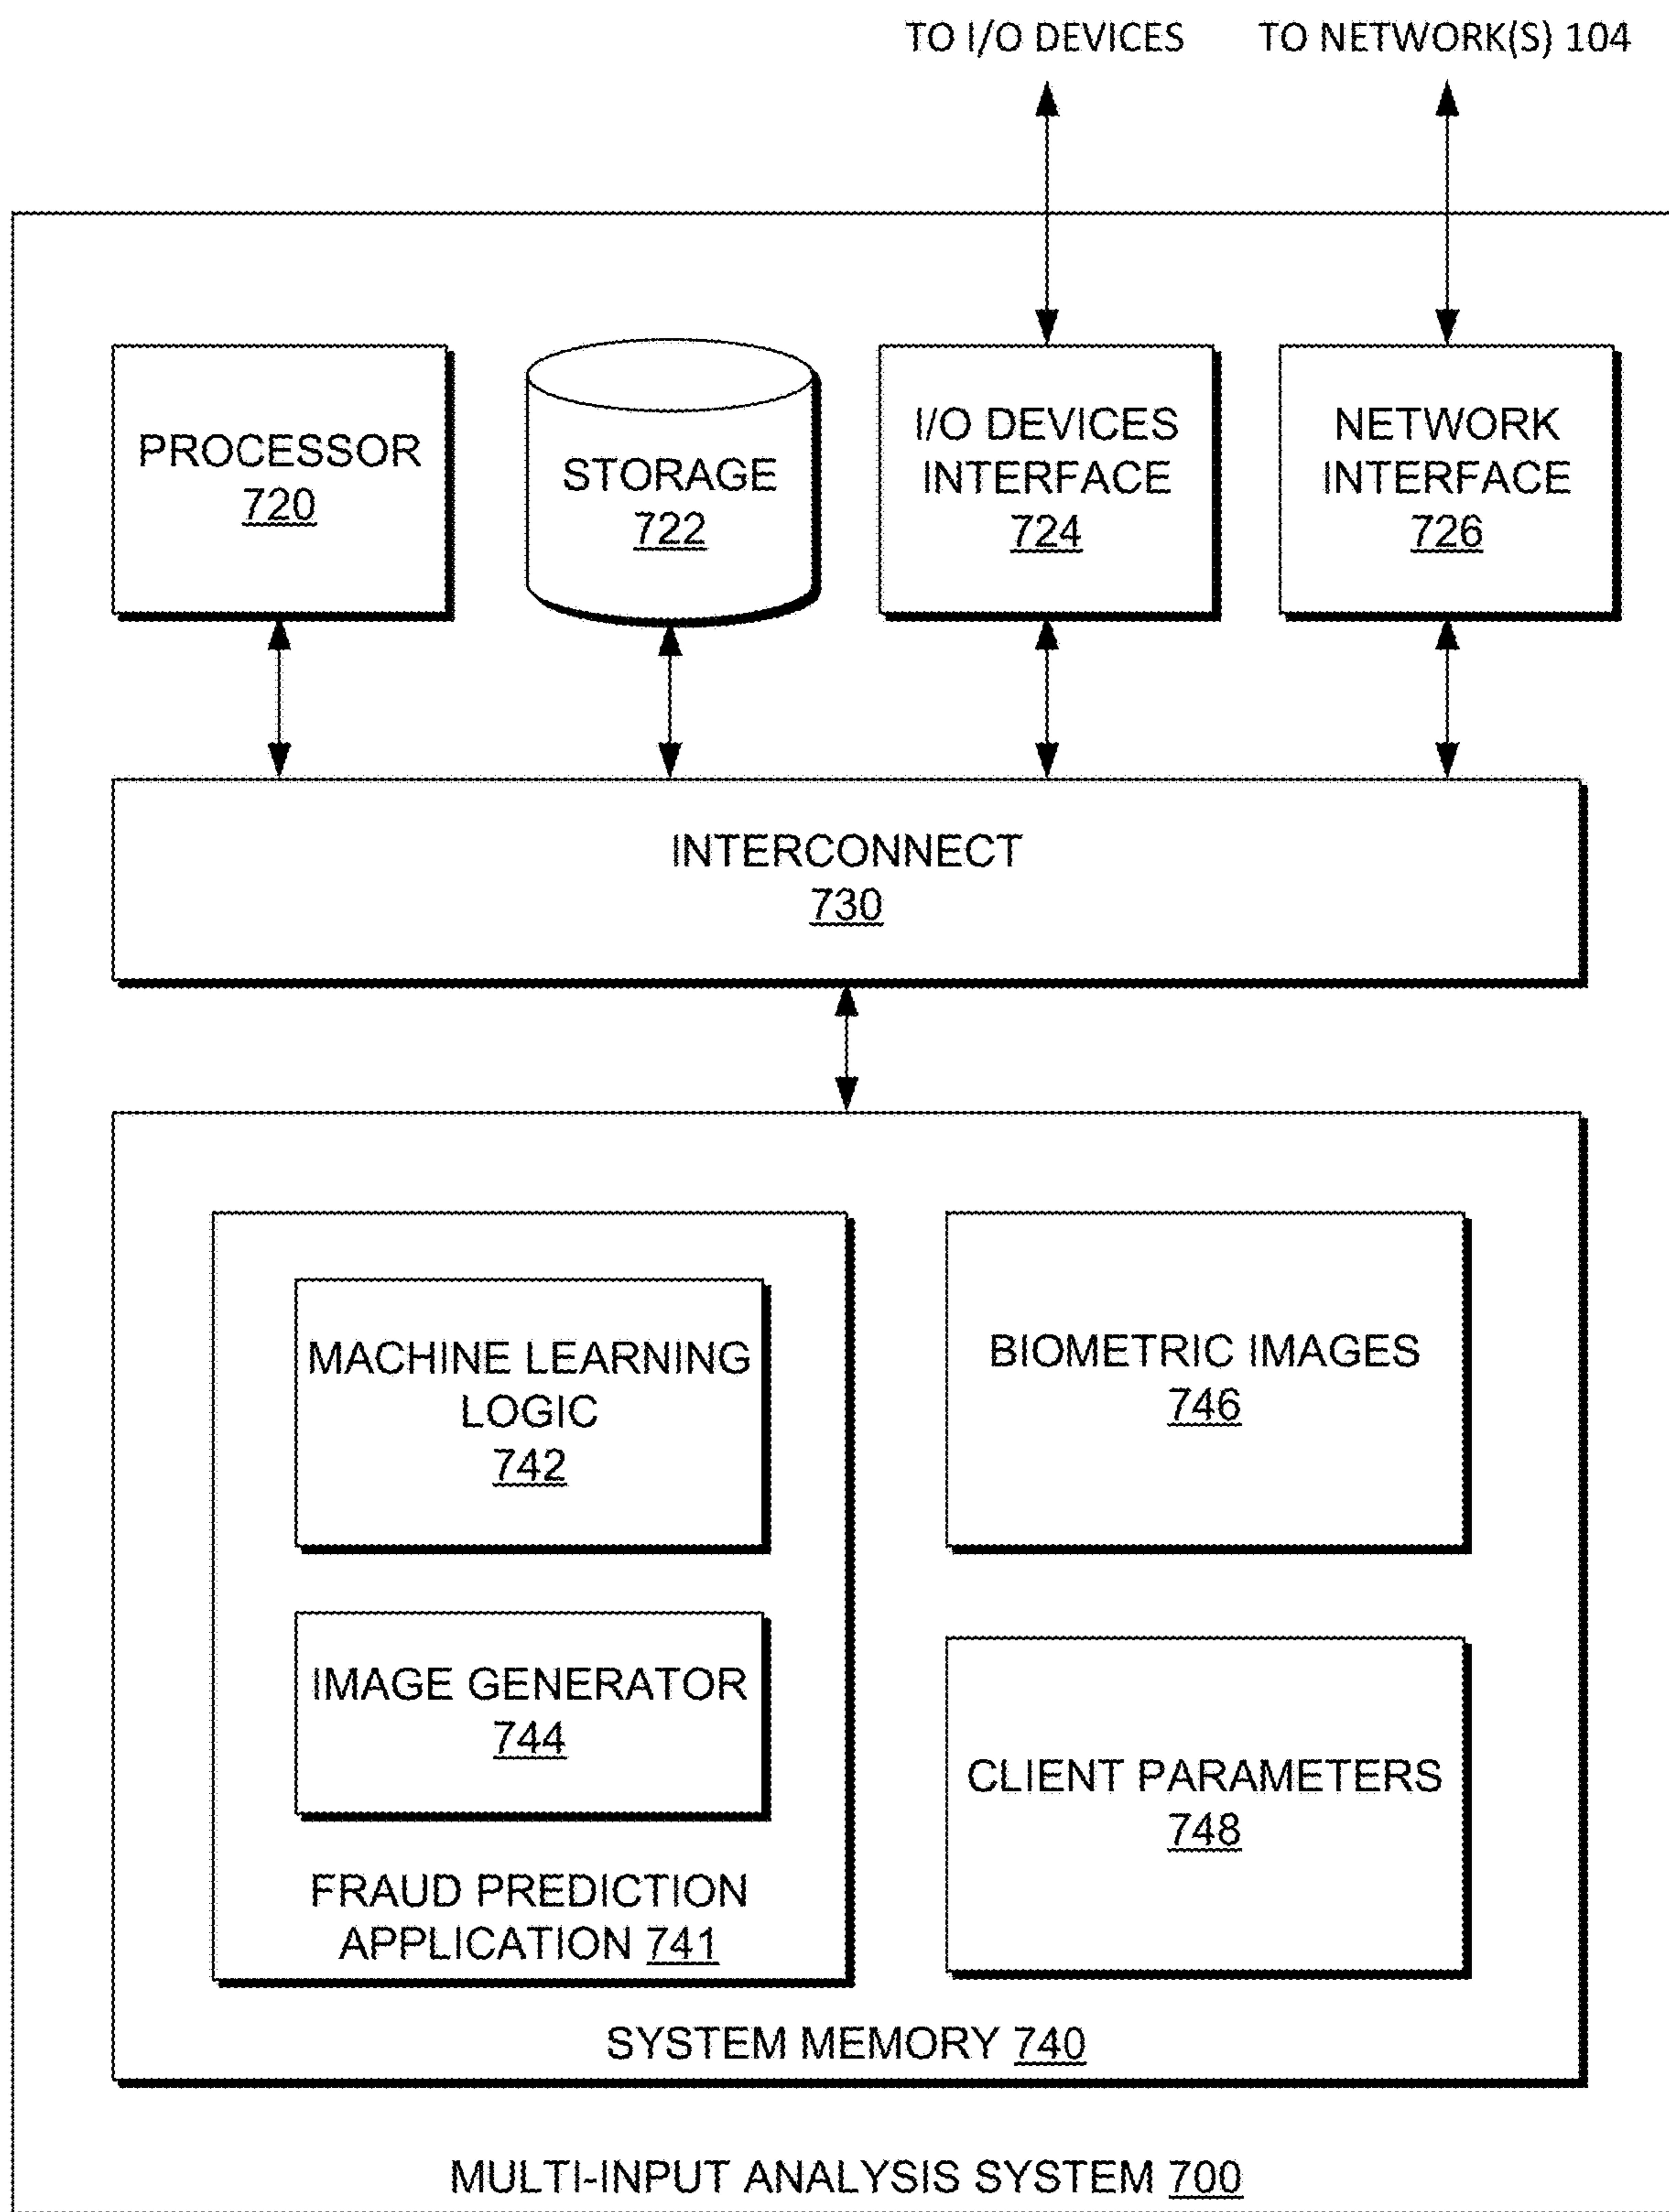 TO I/O DEVICES
TO NETWORK(S) 104
PROCESSOR
720
STORAGE
722
I/O DEVICES
INTERFACE
724
NETWORK
INTERFACE
726
INTERCONNECT
730
MACHINE LEARNING
LOGIC
742
IMAGE GENERATOR
744
FRAUD PREDICTION
APPLICATION 741
BIOMETRIC IMAGES
746
CLIENT PARAMETERS
748
SYSTEM MEMORY 740
MULTI-INPUT ANALYSIS SYSTEM 700